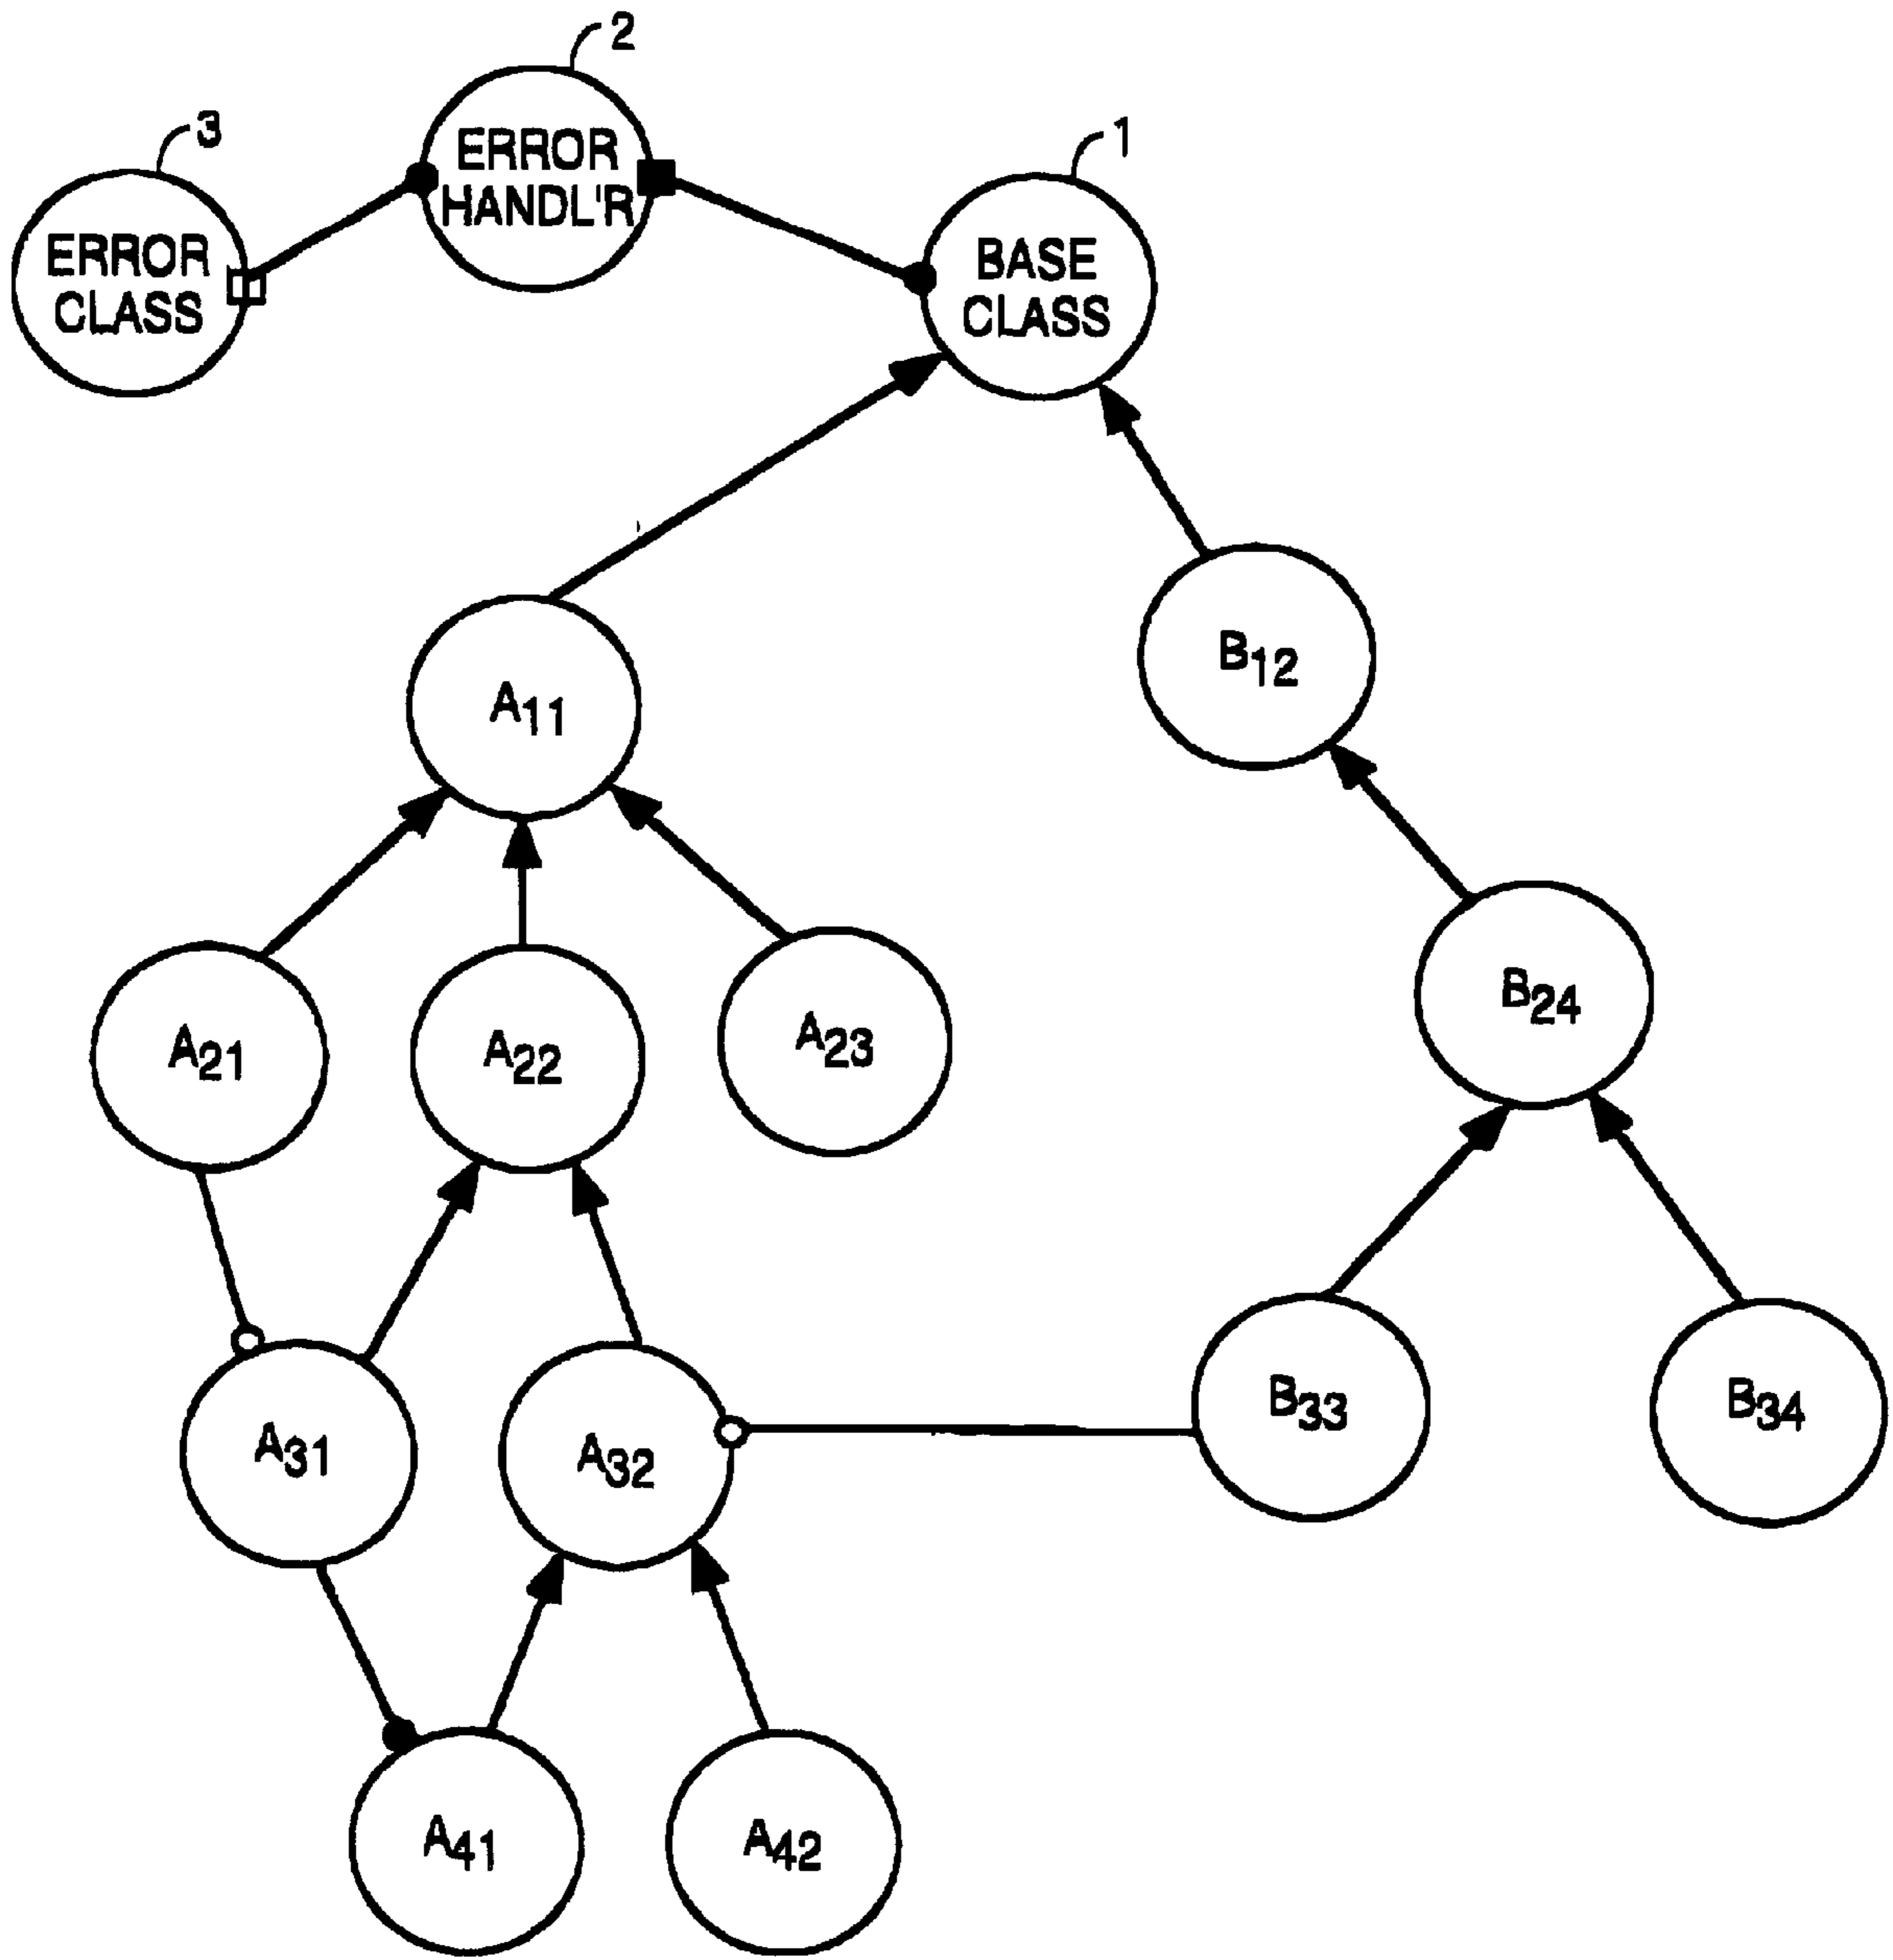 2
3
1
ERROR
HANDL'R
ERROR
CLASS
BASE
CLASS
B12
A11
B24
A21
A22
A23
B33
B34
A31
A32
A41
A42